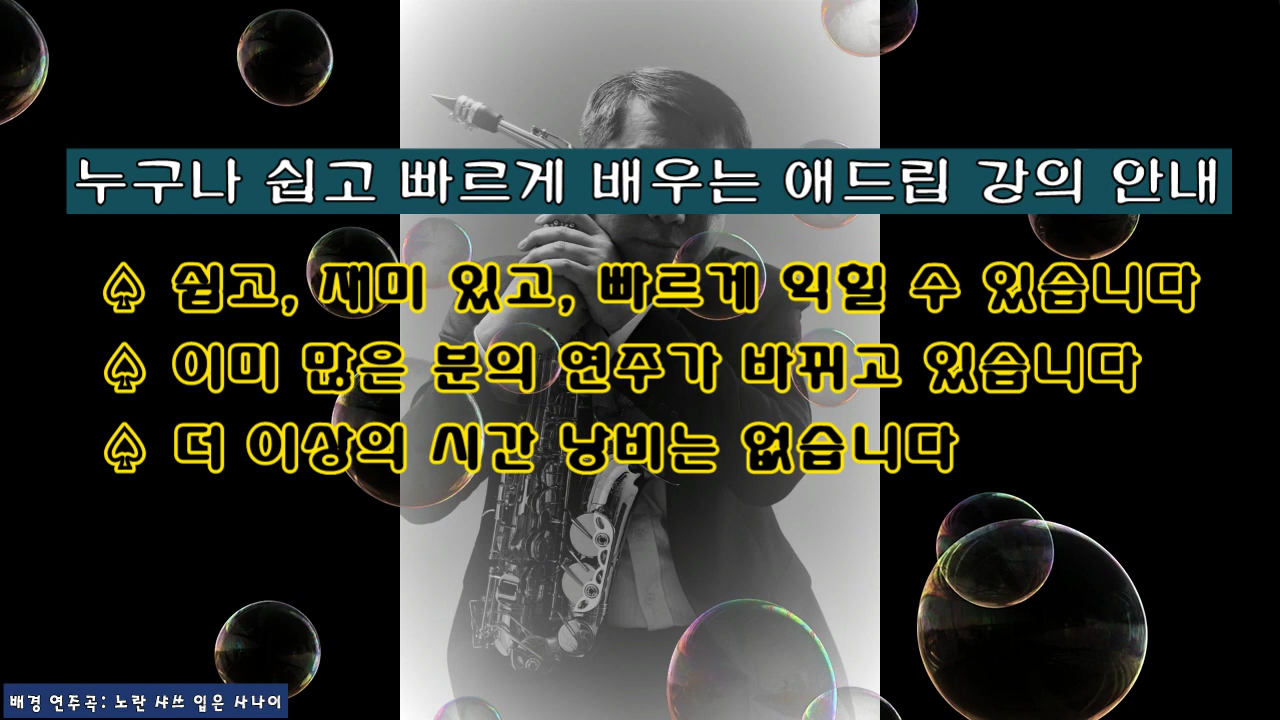 누구나 쉽고 빠르게 배우는 애드립 강의 안내
♤ 쉽고, 재미 있고, 빠르게 익힐 수 있습니다
♤ 이미 많은 분의 연주가 바뀌고 있습니다
♤ 더 이상의 시간 낭비는 없습니다
배경 연주곡: 노란 샤쓰 입은 사나이